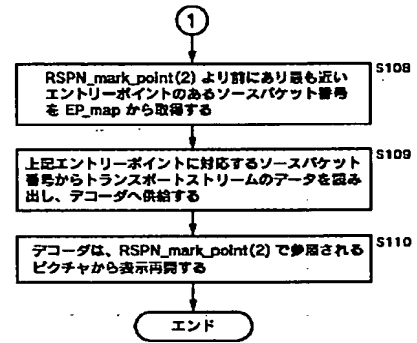 1
RSPN_mark_point(2) より前にあり最も近い
S108
エントリーポイントのあるソースパケット番号
を EP_map から取得する
上記エントリーポイントに対応するソースパケット
S109
番号からトランスポートストリームのデータを読み
出し、デコーダへ供給する
デコーダは、RSPN_mark_point(2) で参照される
S110
ピクチャから表示再開する
エンド